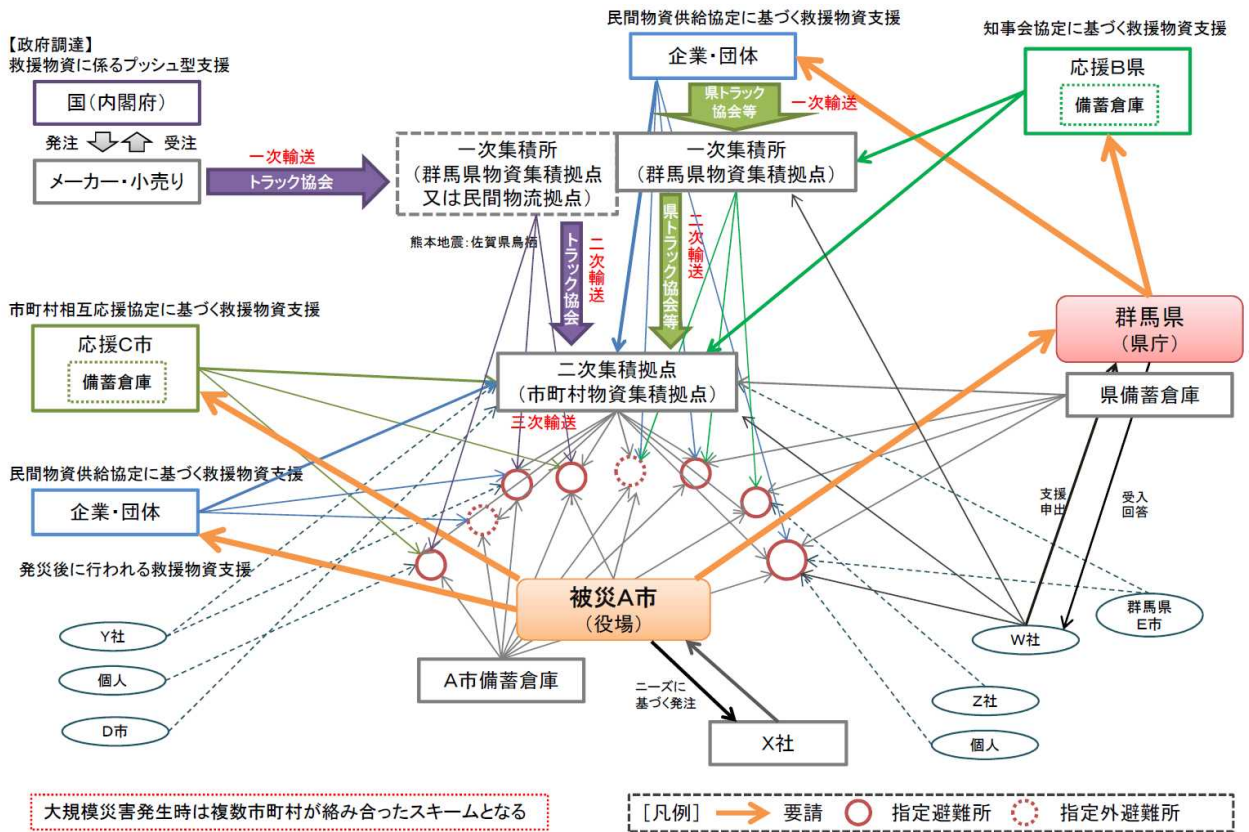 民間物資供給協定に基づく救援物資支援
知事会協定に基づく救援物資支援
【政府調達】
救援物資に係るプッシュ型支援
国(内閣府)
発注
受注
メーカー・小売り
一次輸送
トラック協会
企業・団体
県トラック
協会等
一次輸送
応援B県
備蓄倉庫
一次集積所
(群馬県物資集積拠点
又は民間物流拠点)
一次集積所
(群馬県物資集積拠点)
熊本地震:佐賀県鳥栖
トラック協会
二次輸送
県トラック協会等
二次輸送
市町村相互応援協定に基づく救援物資支援
応援C市
備蓄倉庫
群馬県
(県庁)
県備蓄倉庫
二次集積拠点
(市町村物資集積拠点)
三次輸送
民間物資供給協定に基づく救援物資支援
企業・団体
支援
申出
受入
回答
発災後に行われる救援物資支援
被災A市
(役場)
Y社
個人
D市
A市備蓄倉庫
ニーズに
基づく発注
X社
W社
群馬県
E市
Z社
個人
大規模災害発生時は複数市町村が絡み合ったスキームとなる
[凡例]
要請
指定避難所
指定外避難所